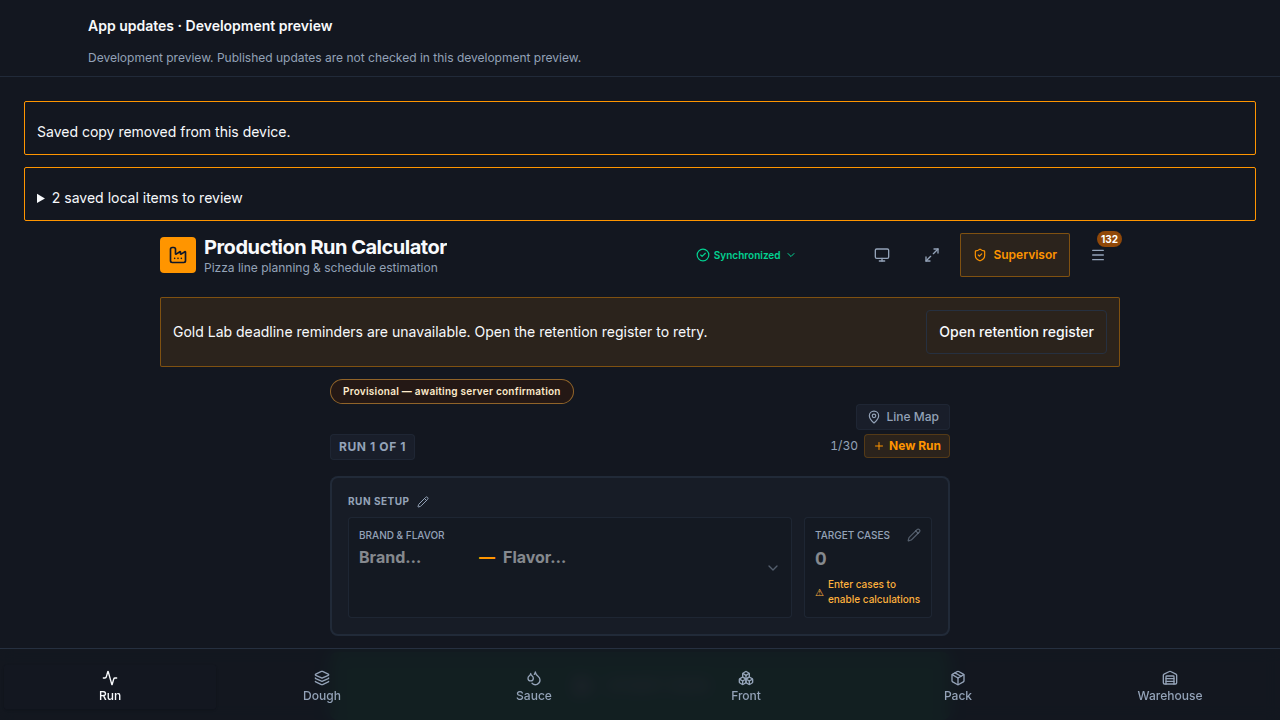 App updates · Development preview
Development preview. Published updates are not checked in this development preview.
Saved copy removed from this device.
2 saved local items to review
Production Run Calculator
Pizza line planning & schedule estimation
Synchronized
Supervisor
132
Gold Lab deadline reminders are unavailable. Open the retention register to retry.
Open retention register
Provisional — awaiting server confirmation
Line Map
RUN 1 OF 1
1/30
+ New Run
RUN SETUP
BRAND & FLAVOR
Brand... — Flavor...
TARGET CASES
0
⚠ Enter cases to
enable calculations
Run
Dough
Sauce
Front
Pack
Warehouse